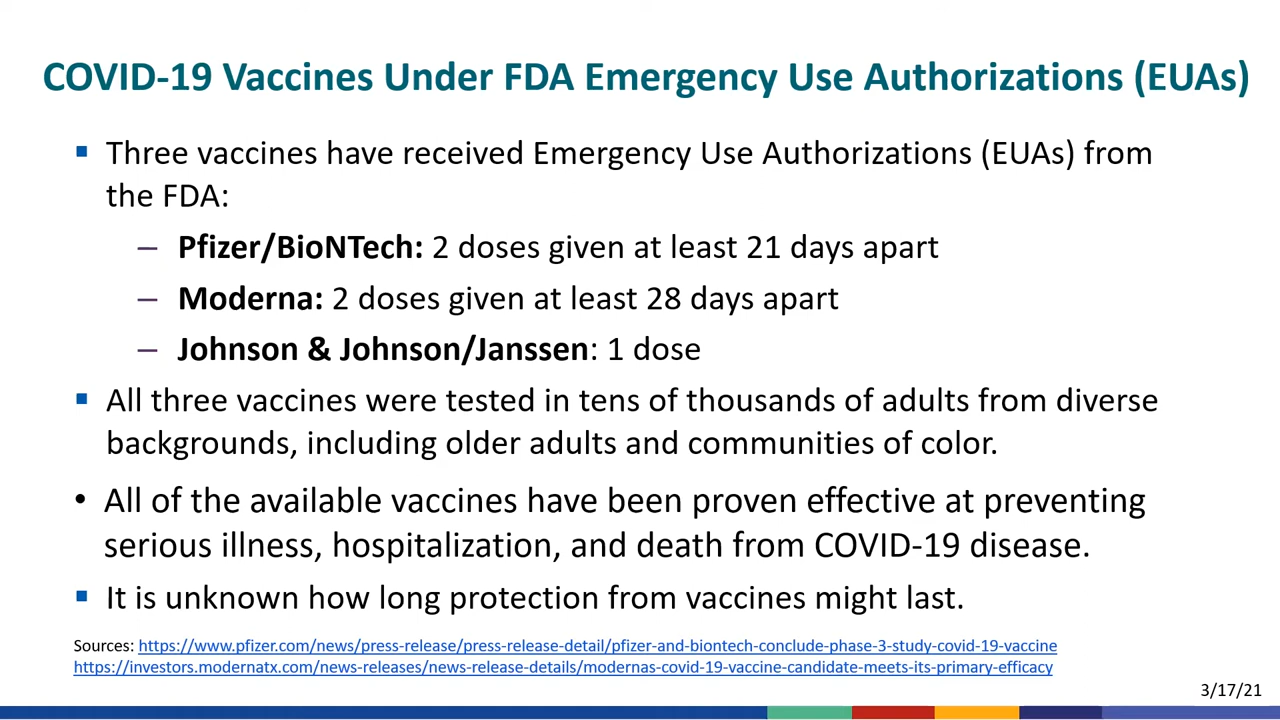 COVID-19 Vaccines Under FDA Emergency Use Authorizations (EUAs)
▪ Three vaccines have received Emergency Use Authorizations (EUAs) from
the FDA:
– Pfizer/BioNTech: 2 doses given at least 21 days apart
– Moderna: 2 doses given at least 28 days apart
– Johnson & Johnson/Janssen: 1 dose
▪ All three vaccines were tested in tens of thousands of adults from diverse
backgrounds, including older adults and communities of color.
• All of the available vaccines have been proven effective at preventing
serious illness, hospitalization, and death from COVID-19 disease.
▪ It is unknown how long protection from vaccines might last.
Sources: https://www.pfizer.com/news/press-release/press-release-detail/pfizer-and-biontech-conclude-phase-3-study-covid-19-vaccine
https://investors.modernatx.com/news-releases/news-release-details/modernas-covid-19-vaccine-candidate-meets-its-primary-efficacy
3/17/21